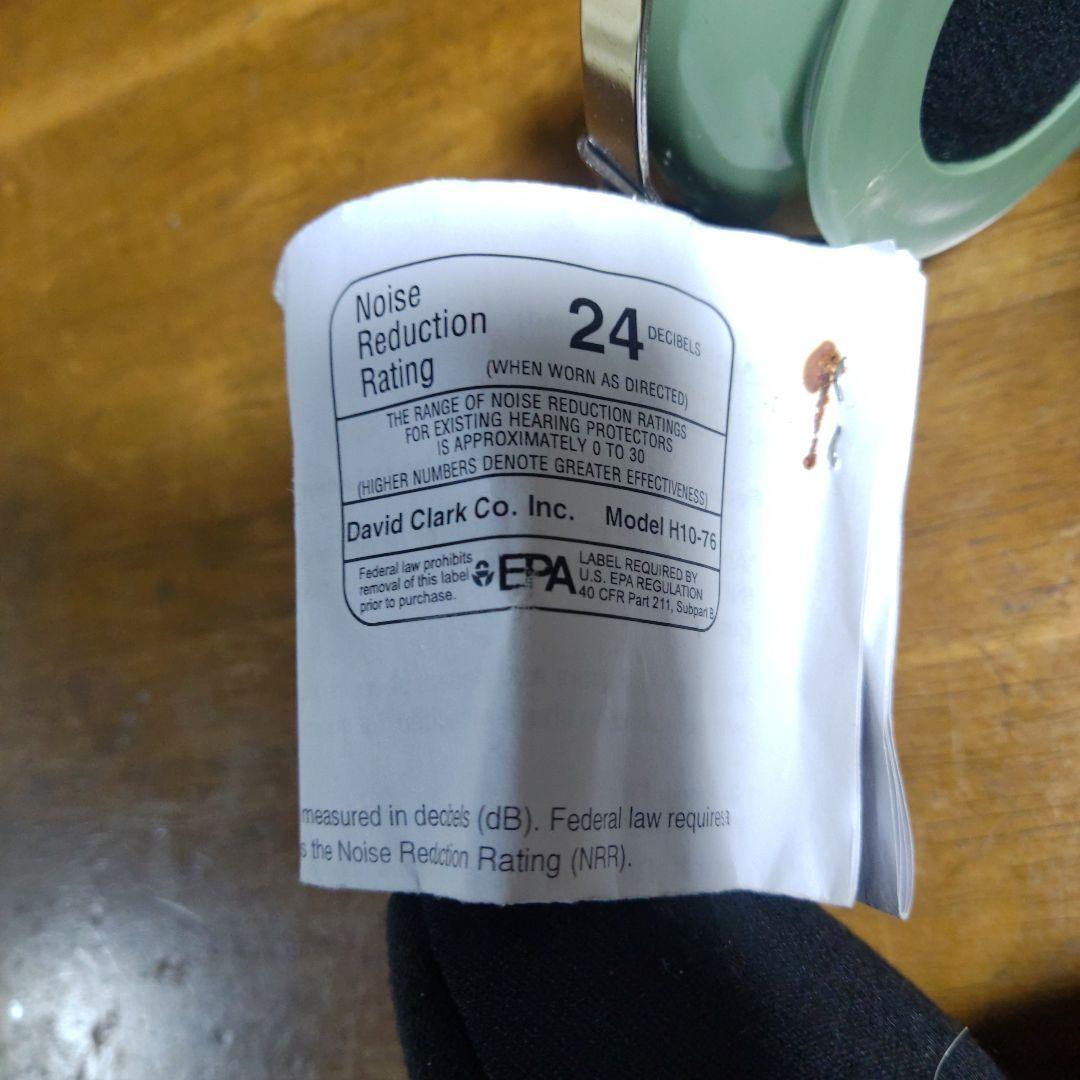 Noise
Reduction
Rating
24 DECIBELS
(WHEN WORN AS DIRECTED)
THE RANGE OF NOISE REDUCTION RATINGS
FOR EXISTING HEARING PROTECTORS
IS APPROXIMATELY 0 TO 30
(HIGHER NUMBERS DENOTE GREATER EFFECTIVENESS)
David Clark Co. Inc. Model H10-76
Federal law prohibits
removal of this label
prior to purchase.
EPA
LABEL REQUIRED BY
U.S. EPA REGULATION
40 CFR Part 211, Subpart B
measured in decibels (dB). Federal law requires
the Noise Reduction Rating (NRR).